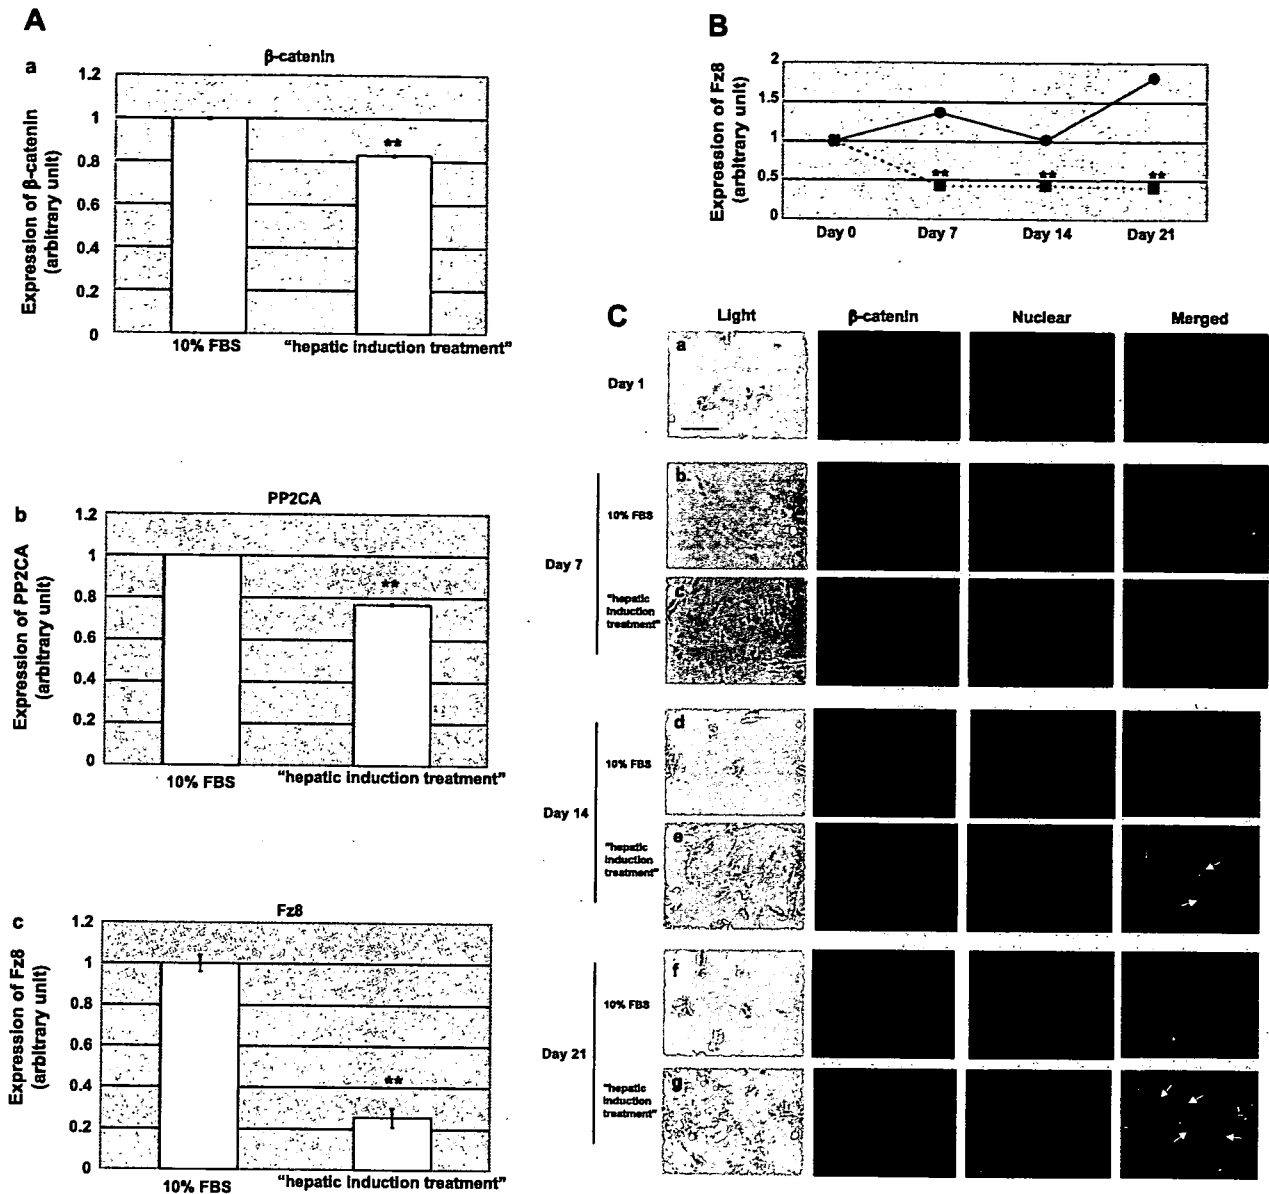 A
a
β-catenin
Expression of β-catenin
(arbitrary unit)
1.2
1
0.8
0.6
0.4
0.2
0
**
10% FBS
"hepatic induction treatment"
b
PP2CA
Expression of PP2CA
(arbitrary unit)
1.2
1
0.8
0.6
0.4
0.2
0
**
10% FBS
"hepatic induction treatment"
c
Fz8
Expression of Fz8
(arbitrary unit)
1.2
1
0.8
0.6
0.4
0.2
0
**
10% FBS
"hepatic induction treatment"
B
Expression of Fz8
(arbitrary unit)
2
1.5
1
0.5
0
** ** **
Day 0 Day 7 Day 14 Day 21
C
Light β-catenin Nuclear Merged
Day 1
a
Day 7
10% FBS
b
"hepatic
induction
treatment"
c
Day 14
10% FBS
d
"hepatic
induction
treatment"
e
Day 21
10% FBS
f
"hepatic
induction
treatment"
g